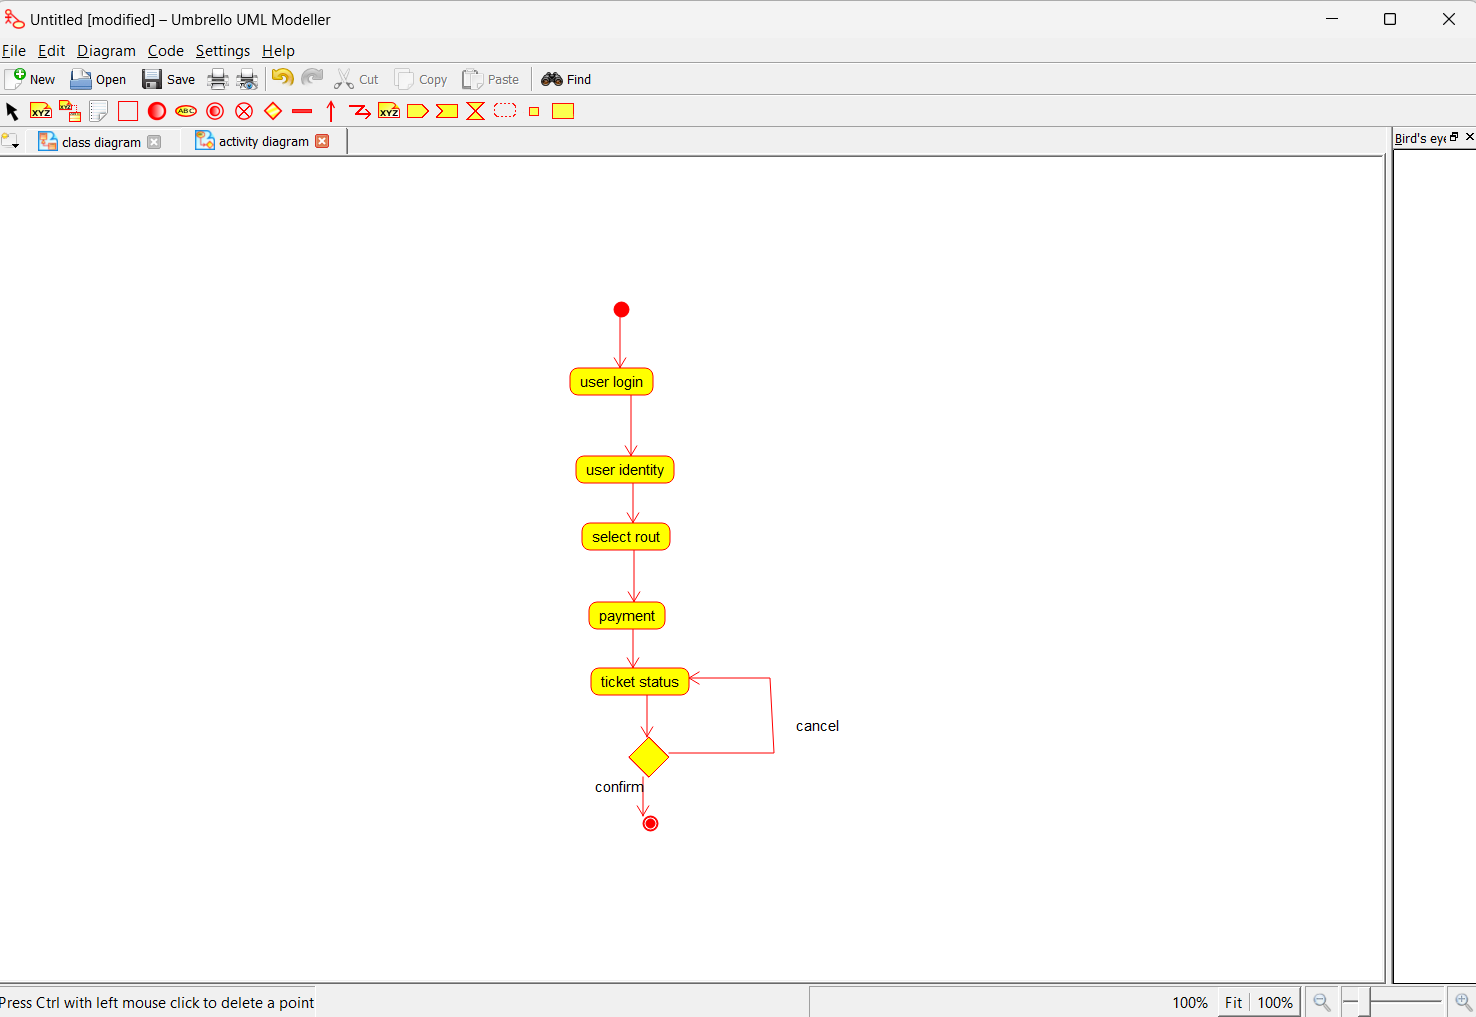 Untitled [modified] – Umbrello UML Modeller
File Edit Diagram Code Settings Help
New Open Save Cut Copy Paste Find
XYZ XYZ ABC XYZ
class diagram activity diagram Bird's eye
user login
user identity
select rout
payment
ticket status
cancel
confirm
Press Ctrl with left mouse click to delete a point 100% Fit 100%